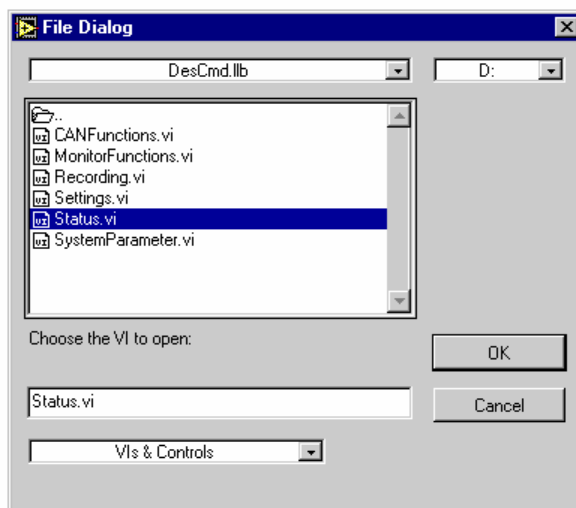 File Dialog
DesCmd.llb
D:
..
CANFunctions.vi
MonitorFunctions.vi
Recording.vi
Settings.vi
Status.vi
SystemParameter.vi
Choose the VI to open:
OK
Status.vi
Cancel
VIs & Controls